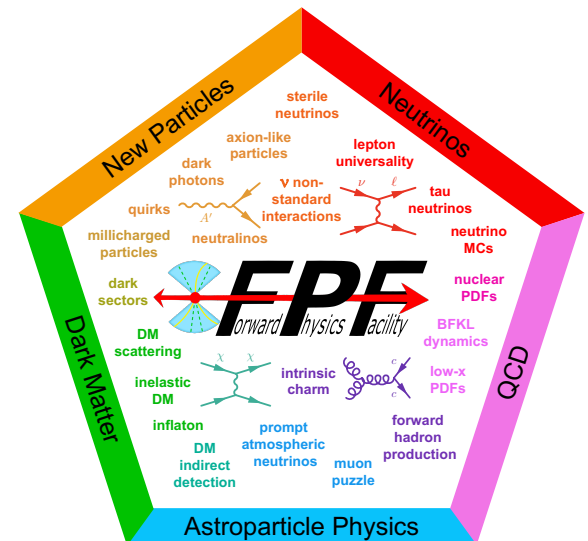 New Particles
Neutrinos
sterile
neutrinos
axion-like
particles
lepton
universality
dark
photons
ν non-
standard
interactions
ν
ℓ
tau
neutrinos
quirks
A′
neutralinos
millicharged
particles
neutrino
MCs
dark
sectors
FPF
Forward Physics Facility
nuclear
PDFs
Dark Matter
QCD
DM
scattering
BFKL
dynamics
χ χ
inelastic
DM
intrinsic
charm
c
c
low-x
PDFs
inflaton
forward
hadron
production
DM
indirect
detection
prompt
atmospheric
neutrinos
muon
puzzle
Astroparticle Physics